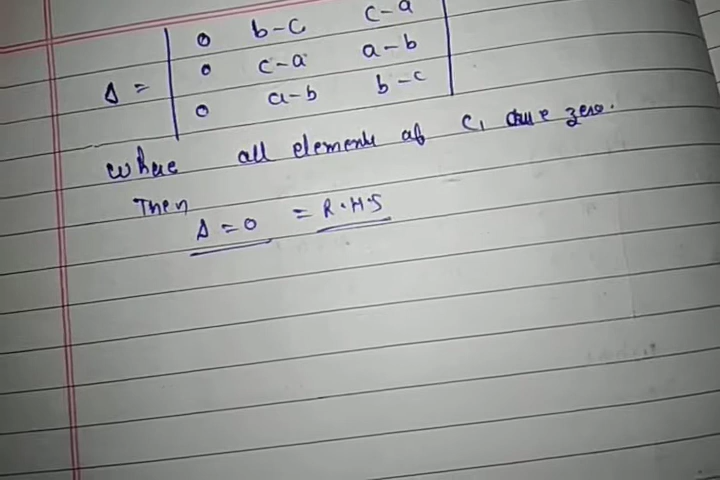 0 b-c c-a
Δ = 0 c-a a-b
0 a-b b-c
where all elements of C₁ are zero.
Then
Δ = 0 = R.H.S